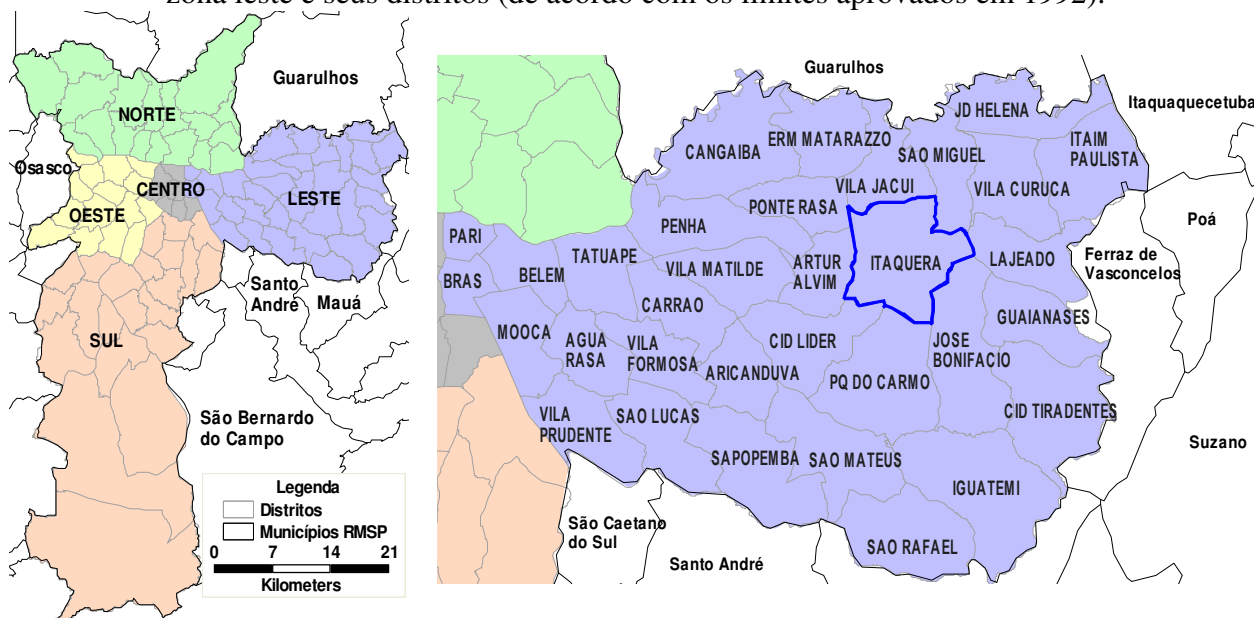 zona leste e seus distritos (de acordo com os limites aprovados em 1992).
Guarulhos
NORTE
Osasco
CENTRO
LESTE
OESTE
Santo
André
Mauá
SUL
São Bernardo
do Campo
Legenda
Distritos
Municípios RMSP
0 7 14 21
Kilometers
Guarulhos
Itaquaquecetuba
JD HELENA
ERM MATARAZZO
ITAIM
PAULISTA
CANGAIBA
SAO MIGUEL
VILA JACUI
VILA CURUCA
PONTE RASA
Poá
PENHA
PARI
TATUAPE
ARTUR
ALVIM
ITAQUERA
LAJEADO
Ferraz de
Vasconcelos
BRAS
BELEM
VILA MATILDE
CARRAO
GUAIANASES
MOOCA
AGUA
RASA
VILA
FORMOSA
CID LIDER
JOSE
BONIFACIO
ARICANDUVA
PQ DO CARMO
VILA
PRUDENTE
SAO LUCAS
CID TIRADENTES
Suzano
SAPOPEMBA
SAO MATEUS
IGUATEMI
São Caetano
do Sul
SAO RAFAEL
Santo André